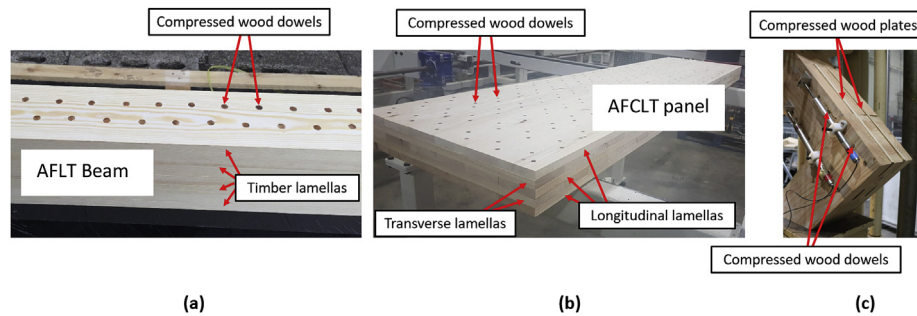 Compressed wood dowels
Compressed wood dowels
Compressed wood plates
AFLT Beam
Timber lamellas
AFCLT panel
Transverse lamellas
Longitudinal lamellas
Compressed wood dowels
(a)
(b)
(c)